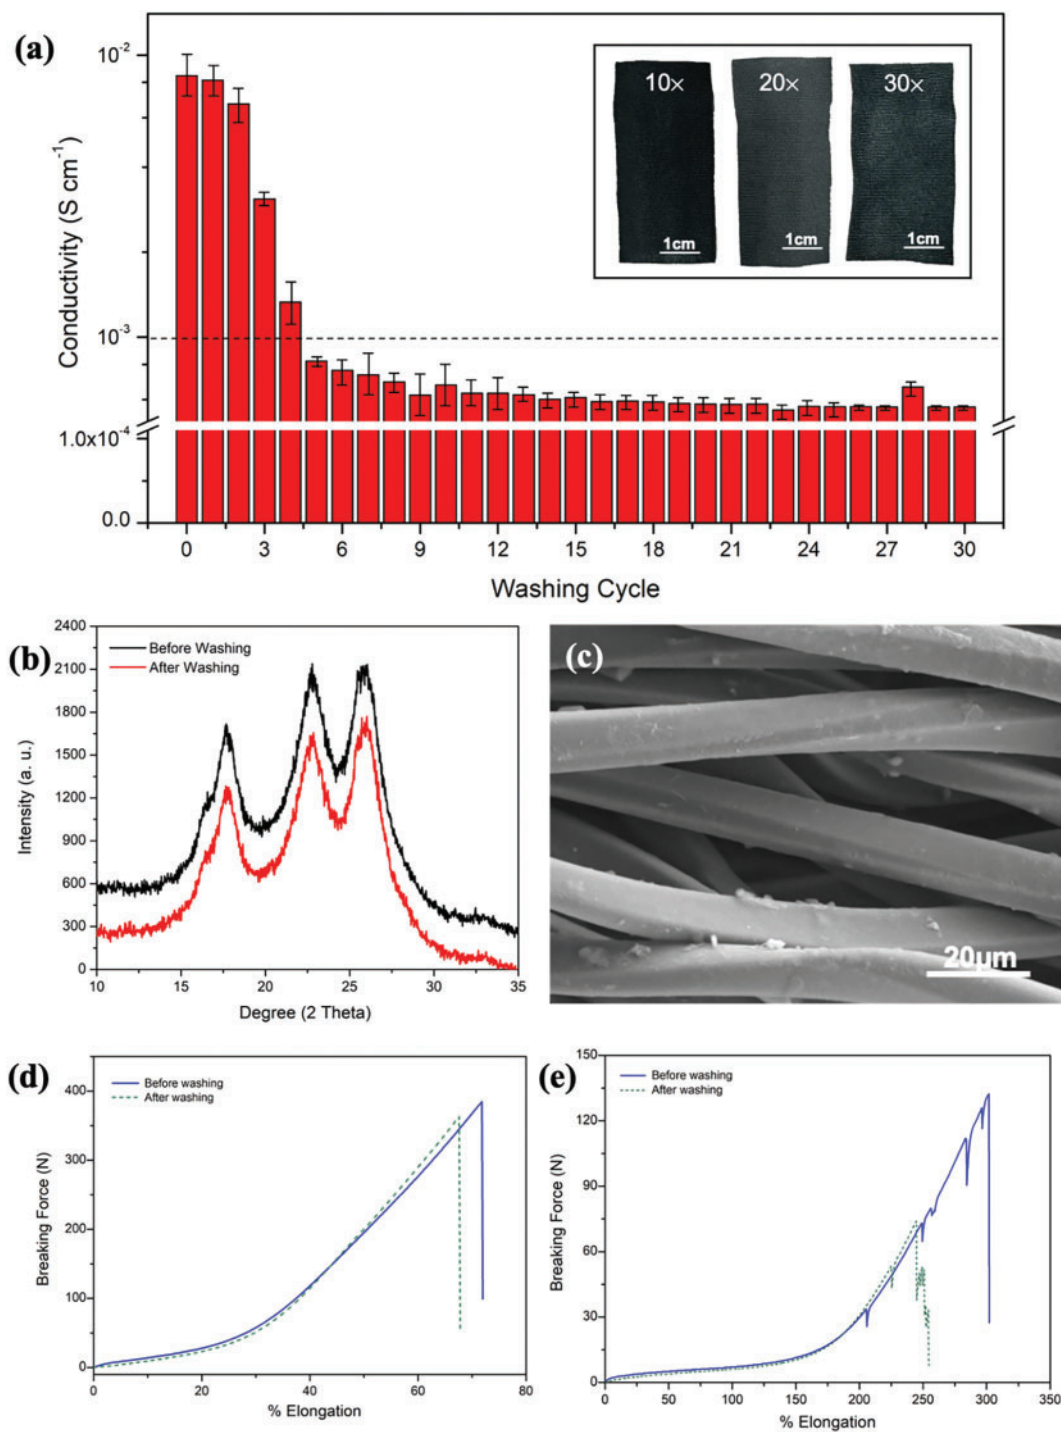 (a)
Conductivity (S cm-1)
10-2
10-3
1.0x10-4
0.0
10× 20× 30×
1cm 1cm 1cm
0 3 6 9 12 15 18 21 24 27 30
Washing Cycle
(b)
Before Washing
After Washing
Intensity (a. u.)
2400
2100
1800
1500
1200
900
600
300
0
10 15 20 25 30 35
Degree (2 Theta)
(c)
20μm
(d)
Before washing
After washing
Breaking Force (N)
400
300
200
100
0
0 20 40 60 80
% Elongation
(e)
Before washing
After washing
Breaking Force (N)
150
120
90
60
30
0
0 50 100 150 200 250 300 350
% Elongation